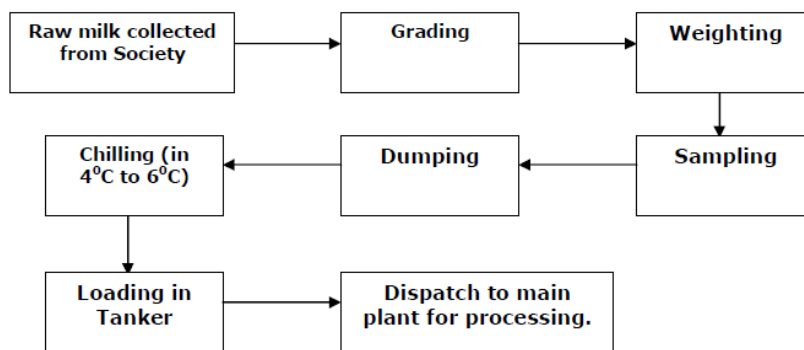 Raw milk collected
from Society
Grading
Weighting
Sampling
Dumping
Chilling (in
4⁰C to 6⁰C)
Loading in
Tanker
Dispatch to main
plant for processing.